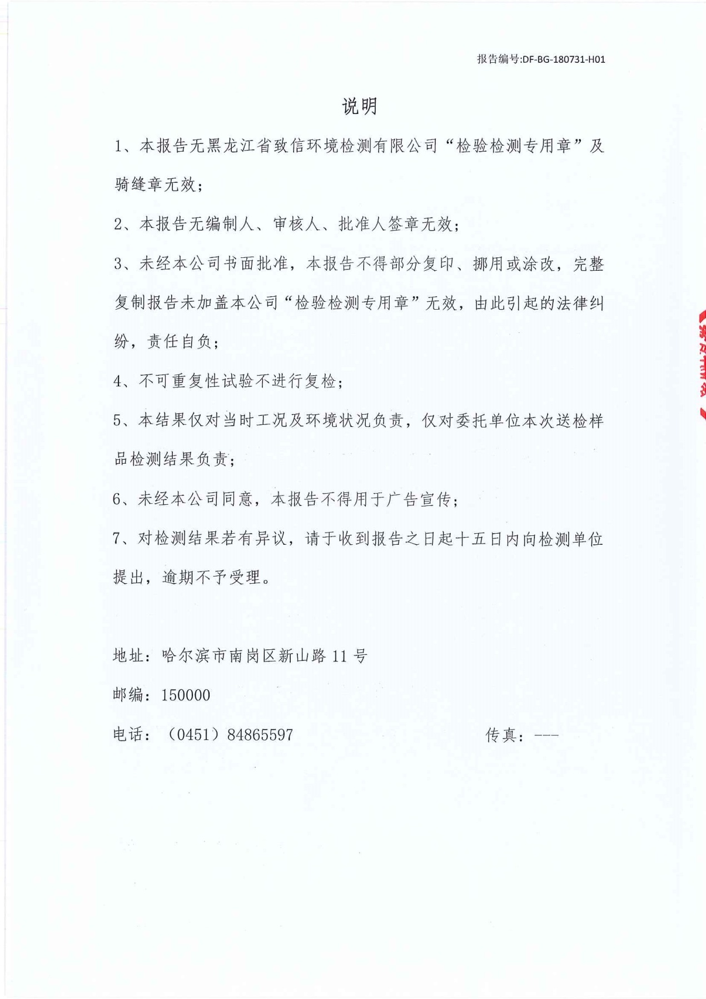 报告编号:DF-BG-180731-H01
说明
1、本报告无黑龙江省致信环境检测有限公司“检验检测专用章”及
骑缝章无效；
2、本报告无编制人、审核人、批准人签章无效；
3、未经本公司书面批准，本报告不得部分复印、挪用或涂改，完整
复制报告未加盖本公司“检验检测专用章”无效，由此引起的法律纠
纷，责任自负；
4、不可重复性试验不进行复检；
5、本结果仅对当时工况及环境状况负责，仅对委托单位本次送检样
品检测结果负责；
6、未经本公司同意，本报告不得用于广告宣传；
7、对检测结果若有异议，请于收到报告之日起十五日内向检测单位
提出，逾期不予受理。
地址：哈尔滨市南岗区新山路 11 号
邮编：150000
电话：（0451）84865597 传真：---